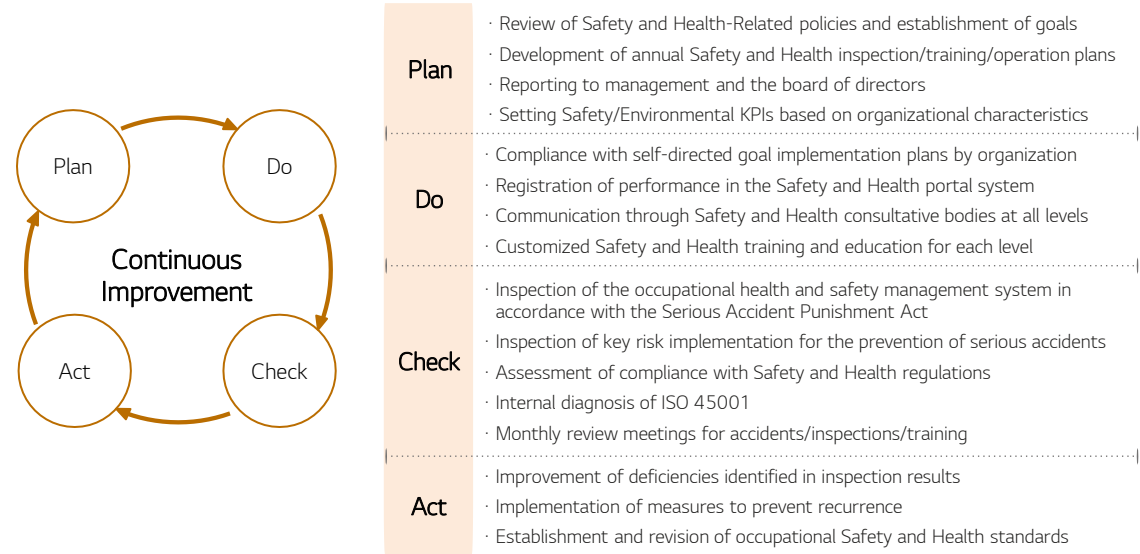 Plan
Do
Continuous
Improvement
Act
Check
Plan
· Review of Safety and Health-Related policies and establishment of goals
· Development of annual Safety and Health inspection/training/operation plans
· Reporting to management and the board of directors
· Setting Safety/Environmental KPIs based on organizational characteristics
Do
· Compliance with self-directed goal implementation plans by organization
· Registration of performance in the Safety and Health portal system
· Communication through Safety and Health consultative bodies at all levels
· Customized Safety and Health training and education for each level
Check
· Inspection of the occupational health and safety management system in
accordance with the Serious Accident Punishment Act
· Inspection of key risk implementation for the prevention of serious accidents
· Assessment of compliance with Safety and Health regulations
· Internal diagnosis of ISO 45001
· Monthly review meetings for accidents/inspections/training
Act
· Improvement of deficiencies identified in inspection results
· Implementation of measures to prevent recurrence
· Establishment and revision of occupational Safety and Health standards